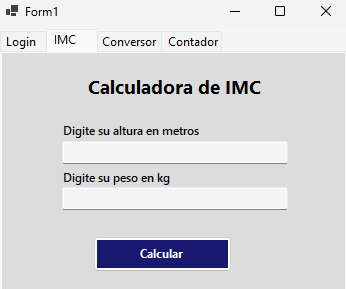 Form1
Login IMC Conversor Contador
Calculadora de IMC
Digite su altura en metros
Digite su peso en kg
Calcular